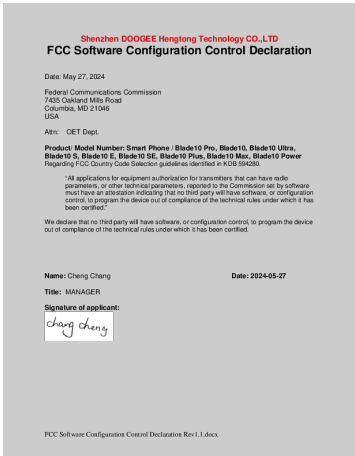 Shenzhen DOOGEE Hengtong Technology CO.,LTD
FCC Software Configuration Control Declaration
Date: May 27, 2024
Federal Communications Commission
7435 Oakland Mills Road
Columbia, MD 21046
USA
Attn: OET Dept.
Product/ Model Number: Smart Phone / Blade10 Pro, Blade10, Blade10 Ultra,
Blade10 S, Blade10 E, Blade10 SE, Blade10 Plus, Blade10 Max, Blade10 Power
Regarding FCC Country Code Selection guidelines identified in KDB 594280.
"All applications for equipment authorization for transmitters that can have radio
parameters, or other technical parameters, reported to the Commission set by software
must have an attestation indicating that no third party will have software, or configuration
control, to program the device out of compliance of the technical rules under which it has
been certified."
We declare that no third party will have software, or configuration control, to program the device
out of compliance of the technical rules under which it has been certified.
Name: Cheng Chang Date: 2024-05-27
Title: MANAGER
Signature of applicant:
chang cheng
FCC Software Configuration Control Declaration Rev1.1.docx